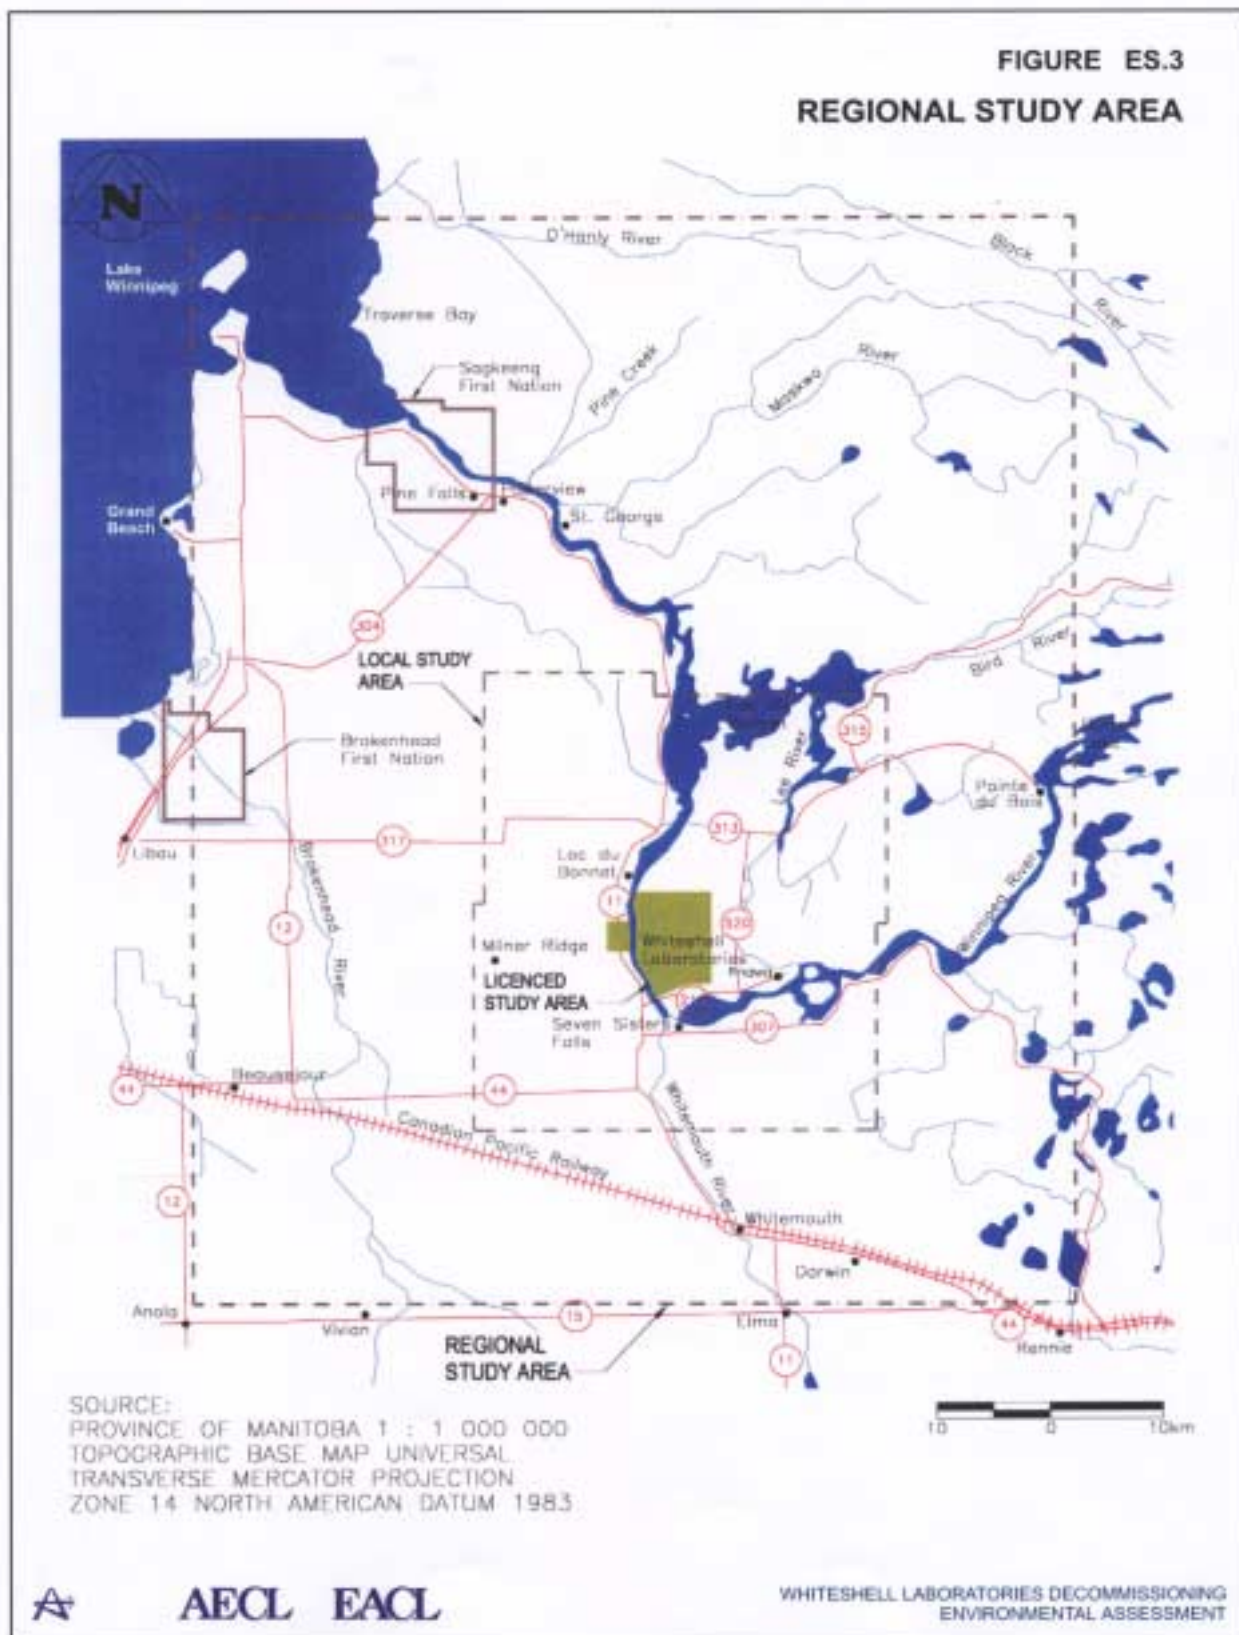 FIGURE ES.3
REGIONAL STUDY AREA
N
D'Hanly River
Black
River
Lake
Winnipeg
Traverse Bay
Sagkeeng
First Nation
Pine Creek
Maskwa
River
Pine Falls
St. George
Grand
Beach
304
LOCAL STUDY
AREA
Bird
River
315
Lee River
Brokenhead
First Nation
Pointe
du Bois
313
317
Libau
Brokenhead
River
Lac du
Bonnet
11
12
320
Winnipeg River
Whiteshell
Laboratories
Milner Ridge
Pinawa
LICENCED
STUDY AREA
Seven Sisters
Falls
307
Beausejour
44
44
Canadian Pacific Railway
Whitemouth River
12
Whitemouth
Darwin
Anola
Vivian
15
Elma
44
Rennie
11
REGIONAL
STUDY AREA
SOURCE:
PROVINCE OF MANITOBA 1 : 1 000 000
TOPOGRAPHIC BASE MAP UNIVERSAL
TRANSVERSE MERCATOR PROJECTION
ZONE 14 NORTH AMERICAN DATUM 1983
10 0 10km
AECL EACL
WHITESHELL LABORATORIES DECOMMISSIONING
ENVIRONMENTAL ASSESSMENT